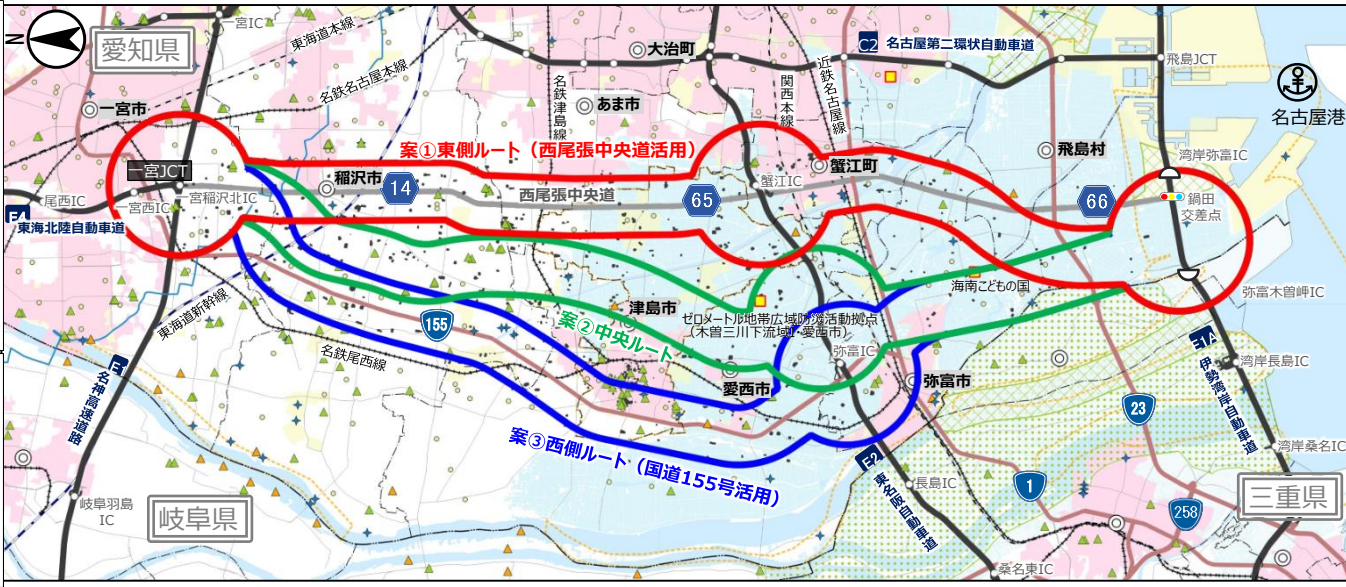 N
愛知県
一宮IC
東海道本線
大治町
C2
名古屋第二環状自動車道
飛島JCT
名古屋港
一宮市
名鉄名古屋本線
名鉄津島線
あま市
関西本線
近鉄名古屋線
案①東側ルート（西尾張中央道活用）
飛島村
湾岸弥富IC
一宮JCT
稲沢市
14
西尾張中央道
65
蟹江IC
蟹江町
66
鍋田
交差点
尾西IC
一宮西IC
一宮稲沢北IC
E4
東海北陸自動車道
海南こどもの国
弥富木曽岬IC
東海道新幹線
155
津島市
ゼロメートル地帯広域防災活動拠点
（木曽三川下流域・愛西市）
案②中央ルート
名鉄尾西線
弥富IC
愛西市
弥富市
E1
名神高速道路
E1A
伊勢湾岸自動車道
湾岸長島IC
23
案③西側ルート（国道155号活用）
湾岸桑名IC
E2
東名阪自動車道
長島IC
1
三重県
258
岐阜羽島
IC
岐阜県
桑名東IC